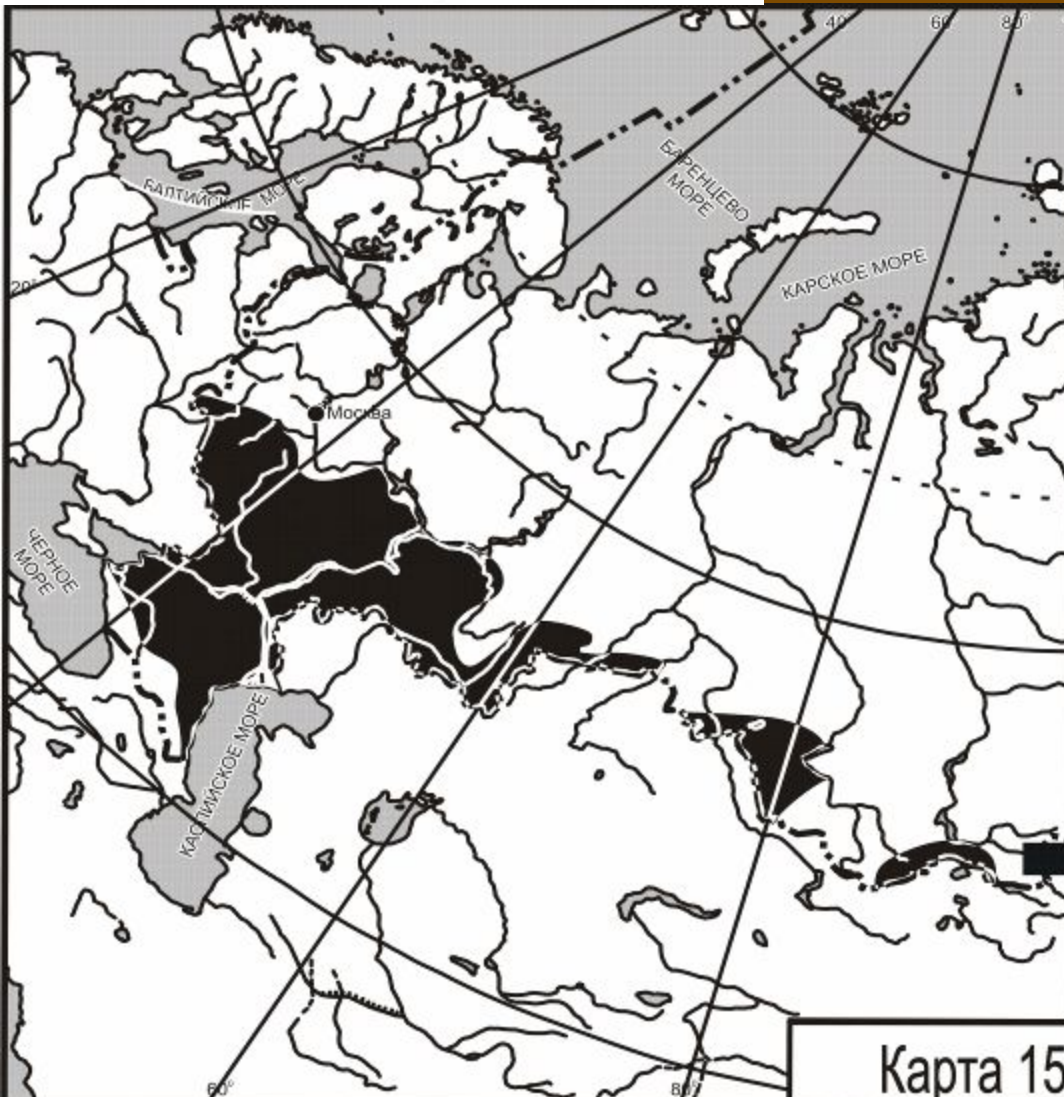 40°
60°
80°
БАРЕНЦЕВО
МОРЕ
БАЛТИЙСКОЕ МОРЕ
КАРСКОЕ МОРЕ
20°
Москва
ЧЕРНОЕ
МОРЕ
КАСПИЙСКОЕ МОРЕ
60°
80°
Карта 15